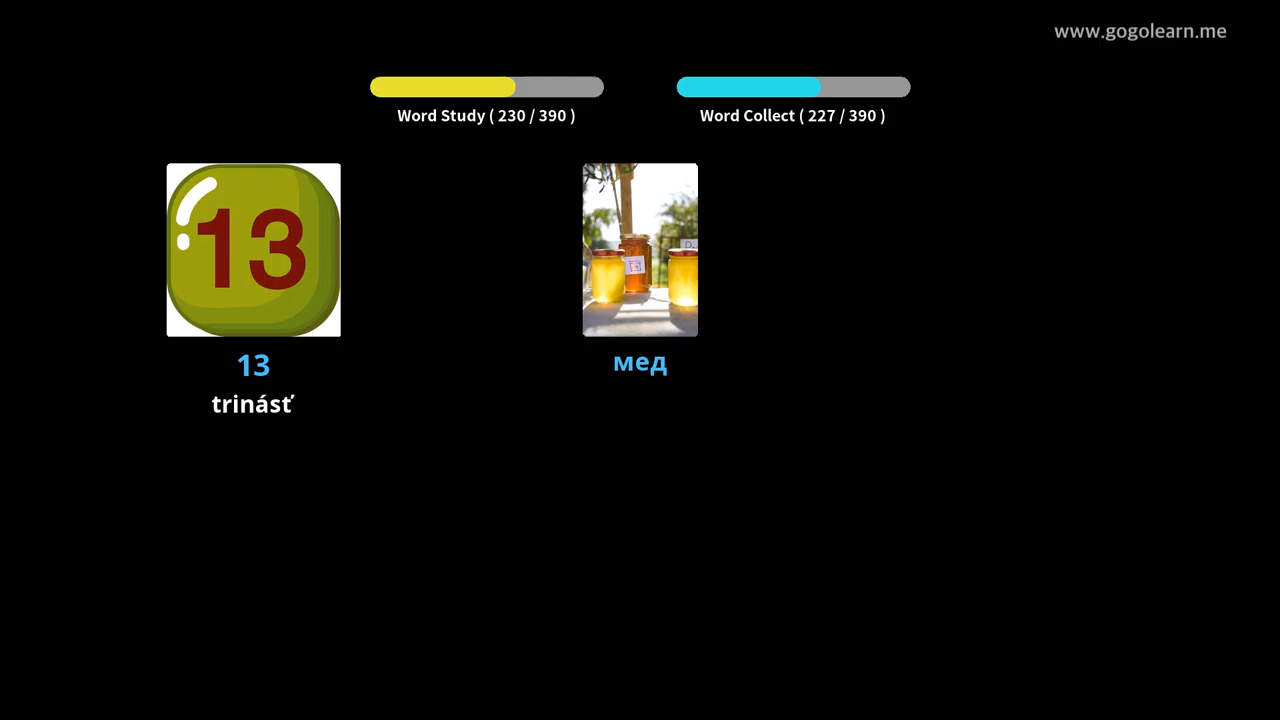 www.gogolearn.me
Word Study ( 230 / 390 )
Word Collect ( 227 / 390 )
13
13
trinásť
мед